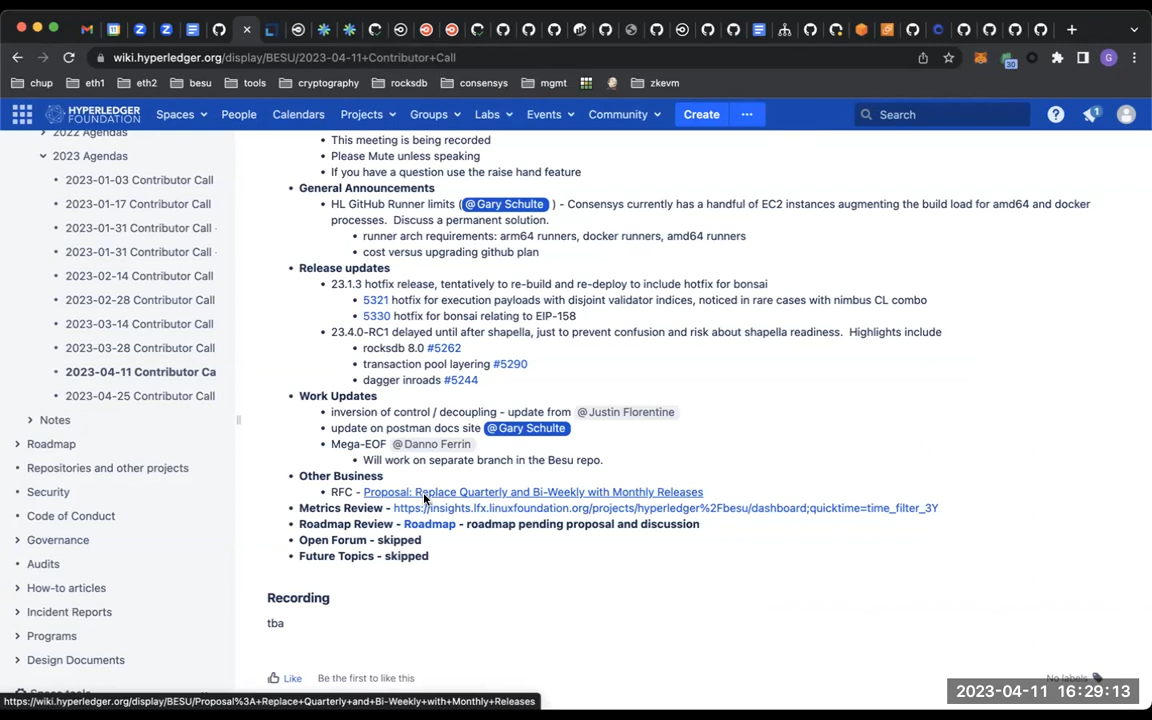 wiki.hyperledger.org/display/BESU/2023-04-11+Contributor+Call
30
G
chup
eth1
eth2
besu
tools
cryptography
rocksdb
consensys
mgmt
zkevm
HYPERLEDGER
FOUNDATION
Spaces
People
Calendars
Projects
Groups
Labs
Events
Community
Create
Search
1
2022 Agendas
2023 Agendas
2023-01-03 Contributor Call
2023-01-17 Contributor Call
2023-01-31 Contributor Call -
2023-01-31 Contributor Call -
2023-02-14 Contributor Call
2023-02-28 Contributor Call
2023-03-14 Contributor Call
2023-03-28 Contributor Call
2023-04-11 Contributor Ca
2023-04-25 Contributor Call
Notes
Roadmap
Repositories and other projects
Security
Code of Conduct
Governance
Audits
How-to articles
Incident Reports
Programs
Design Documents
Space tools
• This meeting is being recorded
• Please Mute unless speaking
• If you have a question use the raise hand feature
• General Announcements
• HL GitHub Runner limits (@Gary Schulte ) - Consensys currently has a handful of EC2 instances augmenting the build load for amd64 and docker
processes. Discuss a permanent solution.
• runner arch requirements: arm64 runners, docker runners, amd64 runners
• cost versus upgrading github plan
• Release updates
• 23.1.3 hotfix release, tentatively to re-build and re-deploy to include hotfix for bonsai
• 5321 hotfix for execution payloads with disjoint validator indices, noticed in rare cases with nimbus CL combo
• 5330 hotfix for bonsai relating to EIP-158
• 23.4.0-RC1 delayed until after shapella, just to prevent confusion and risk about shapella readiness. Highlights include
• rocksdb 8.0 #5262
• transaction pool layering #5290
• dagger inroads #5244
• Work Updates
• inversion of control / decoupling - update from @Justin Florentine
• update on postman docs site @Gary Schulte
• Mega-EOF @Danno Ferrin
• Will work on separate branch in the Besu repo.
• Other Business
• RFC - Proposal: Replace Quarterly and Bi-Weekly with Monthly Releases
• Metrics Review - https://insights.lfx.linuxfoundation.org/projects/hyperledger%2Fbesu/dashboard;quicktime=time_filter_3Y
• Roadmap Review - Roadmap - roadmap pending proposal and discussion
• Open Forum - skipped
• Future Topics - skipped
Recording
tba
Like
Be the first to like this
No labels
https://wiki.hyperledger.org/display/BESU/Proposal%3A+Replace+Quarterly+and+Bi-Weekly+with+Monthly+Releases
2023-04-11 16:29:13